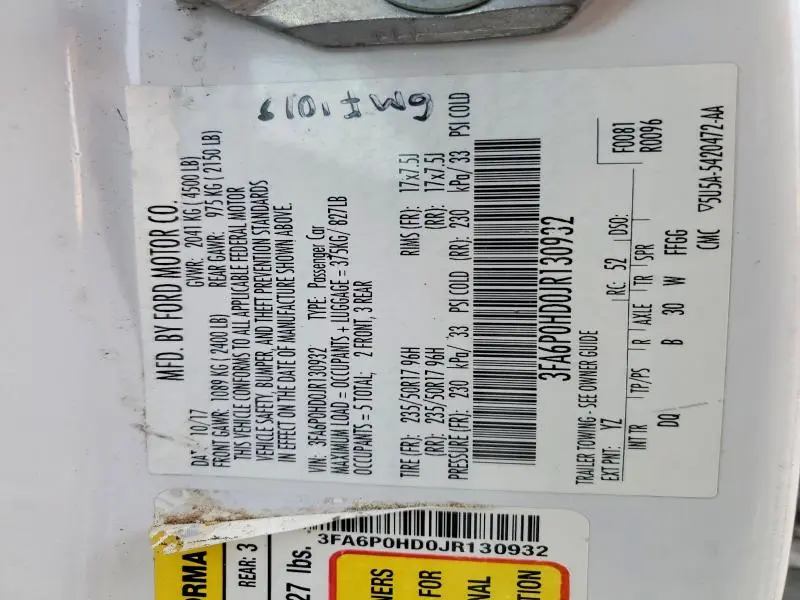 GMF1019
MFD. BY FORD MOTOR CO.
DATE: 10/17 GVWR: 2041 KG ( 4500 LB)
FRONT GAWR: 1089 KG ( 2400 LB) REAR GAWR: 975 KG ( 2150 LB)
THIS VEHICLE CONFORMS TO ALL APPLICABLE FEDERAL MOTOR
VEHICLE SAFETY, BUMPER, AND THEFT PREVENTION STANDARDS
IN EFFECT ON THE DATE OF MANUFACTURE SHOWN ABOVE.
VIN: 3FA6P0HD0JR130932 TYPE: Passenger Car
MAXIMUM LOAD = OCCUPANTS + LUGGAGE = 375KG/ 827LB
OCCUPANTS = 5 TOTAL; 2 FRONT, 3 REAR
TIRE (FR): 235/50R17 96H RIMS (FR): 17x7.5J
(RR): 235/50R17 96H (RR): 17x7.5J
PRESSURE (FR): 230 kPa/ 33 PSI COLD (RR): 230 kPa/ 33 PSI COLD
3FA6P0HD0JR130932
TRAILER TOWING - SEE OWNER GUIDE
EXT PNT: YZ RC: 52 DSO: F0081
R0096
INT TR TP/PS R AXLE TR SPR
DQ B 30 W FFGG
CMC ▽5U5A-5420472-AA
3FA6P0HD0JR130932
ORMA
REAR: 3
27 lbs.
NERS
FOR
NAL
TION